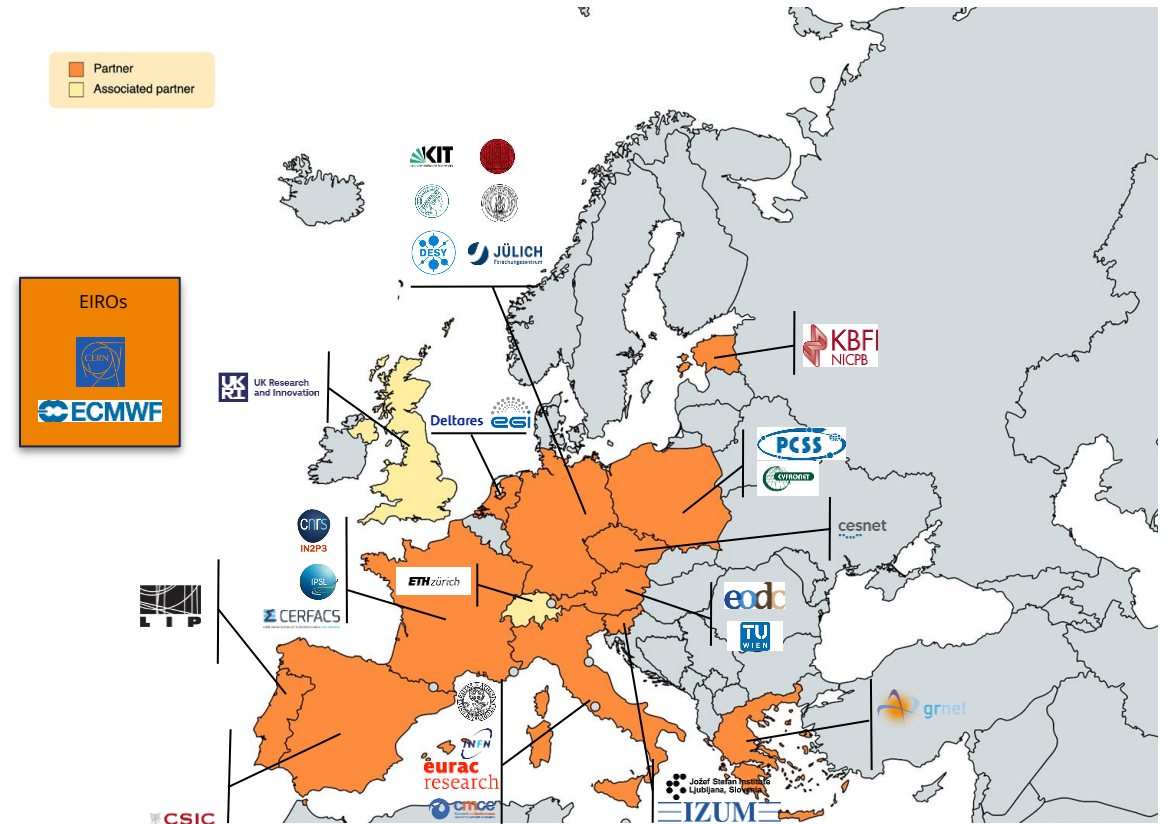 Partner
Associated partner
KIT
DESY
JÜLICH
Forschungszentrum
EIROs
CERN
ECMWF
UK
RI
UK Research
and Innovation
Deltares
egi
KBFI
NICPB
PCSS
CYFRONET
cesnet
cnrs
IN2P3
IPSL
CERFACS
ETH zürich
eodc
TU
WIEN
LIP
grnet
INFN
eurac
research
cmcc
Jožef Stefan Institute
Ljubljana, Slovenia
IZUM
CSIC